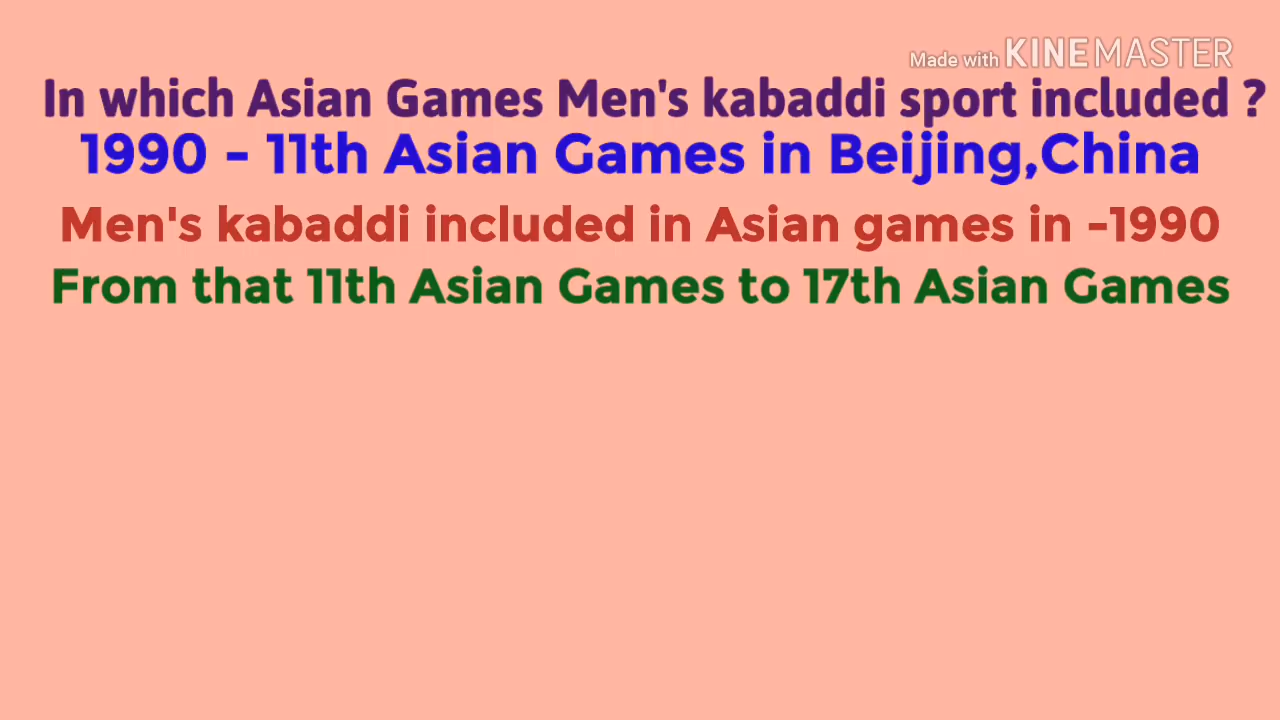 Made with KINEMASTER
In which Asian Games Men's kabaddi sport included ?
1990 - 11th Asian Games in Beijing,China
Men's kabaddi included in Asian games in -1990
From that 11th Asian Games to 17th Asian Games